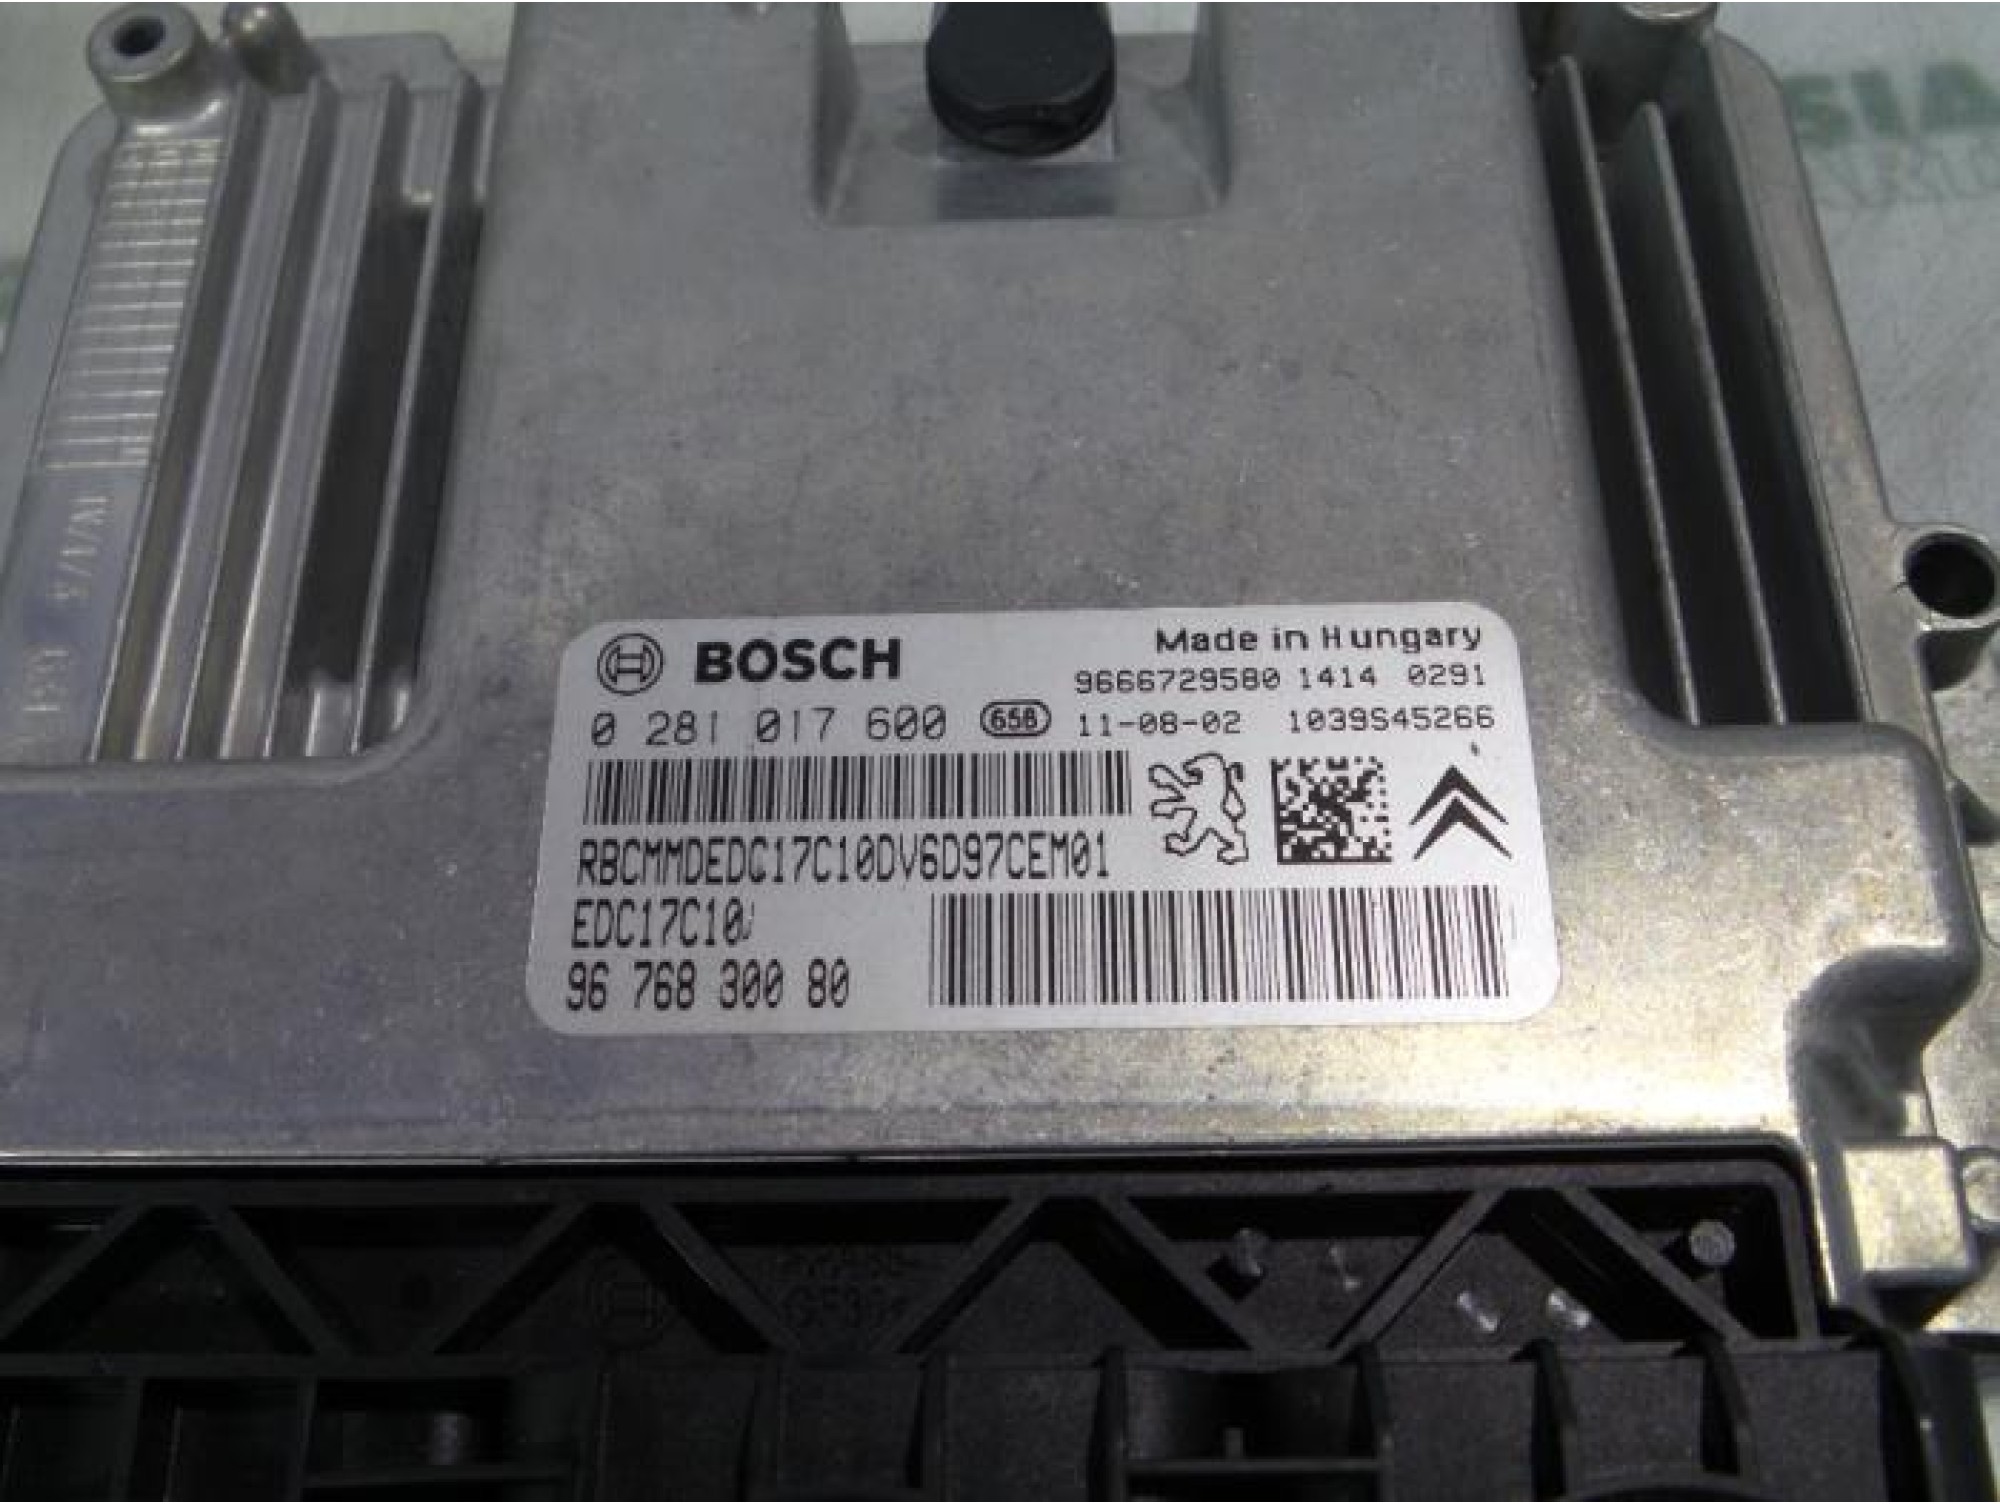 BOSCH
Made in Hungary
9666729580 1414 0291
0 281 017 600 658 11-08-02 1039S45266
RBCMMDEDC17C10DV6D97CEM01
EDC17C10
96 768 300 80